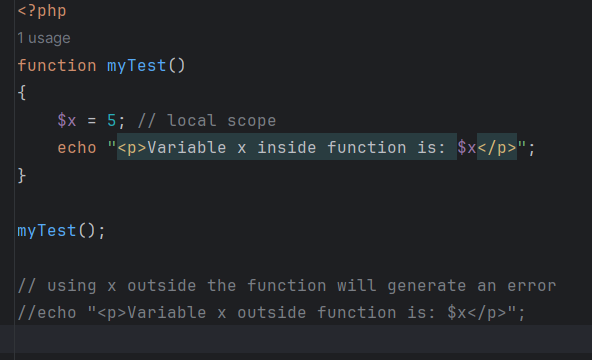 <?php
1 usage
function myTest()
{
    $x = 5; // local scope
    echo "<p>Variable x inside function is: $x</p>";
}

myTest();

// using x outside the function will generate an error
//echo "<p>Variable x outside function is: $x</p>";